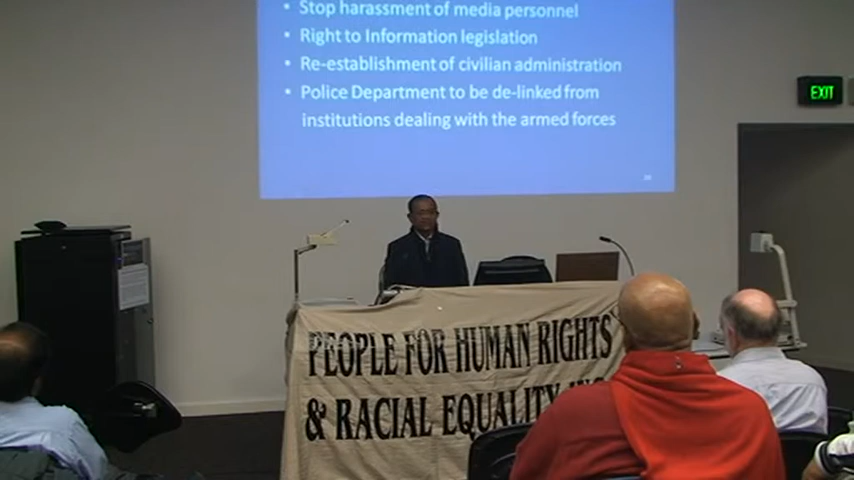 • Stop harassment of media personnel
• Right to Information legislation
• Re-establishment of civilian administration
• Police Department to be de-linked from
institutions dealing with the armed forces
EXIT
PEOPLE FOR HUMAN RIGHTS
& RACIAL EQUALITY